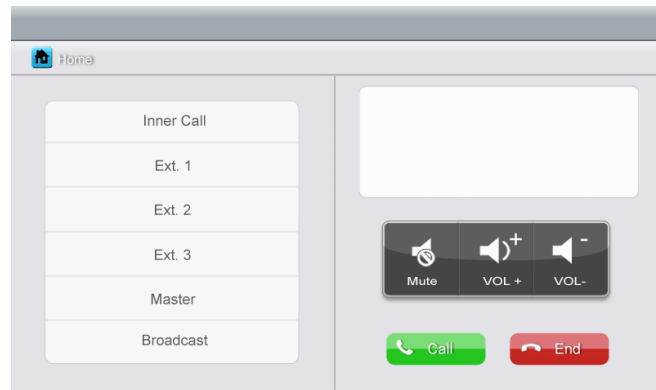 Home
Inner Call
Ext. 1
Ext. 2
Ext. 3
Master
Broadcast
Mute
VOL +
VOL-
Call
End